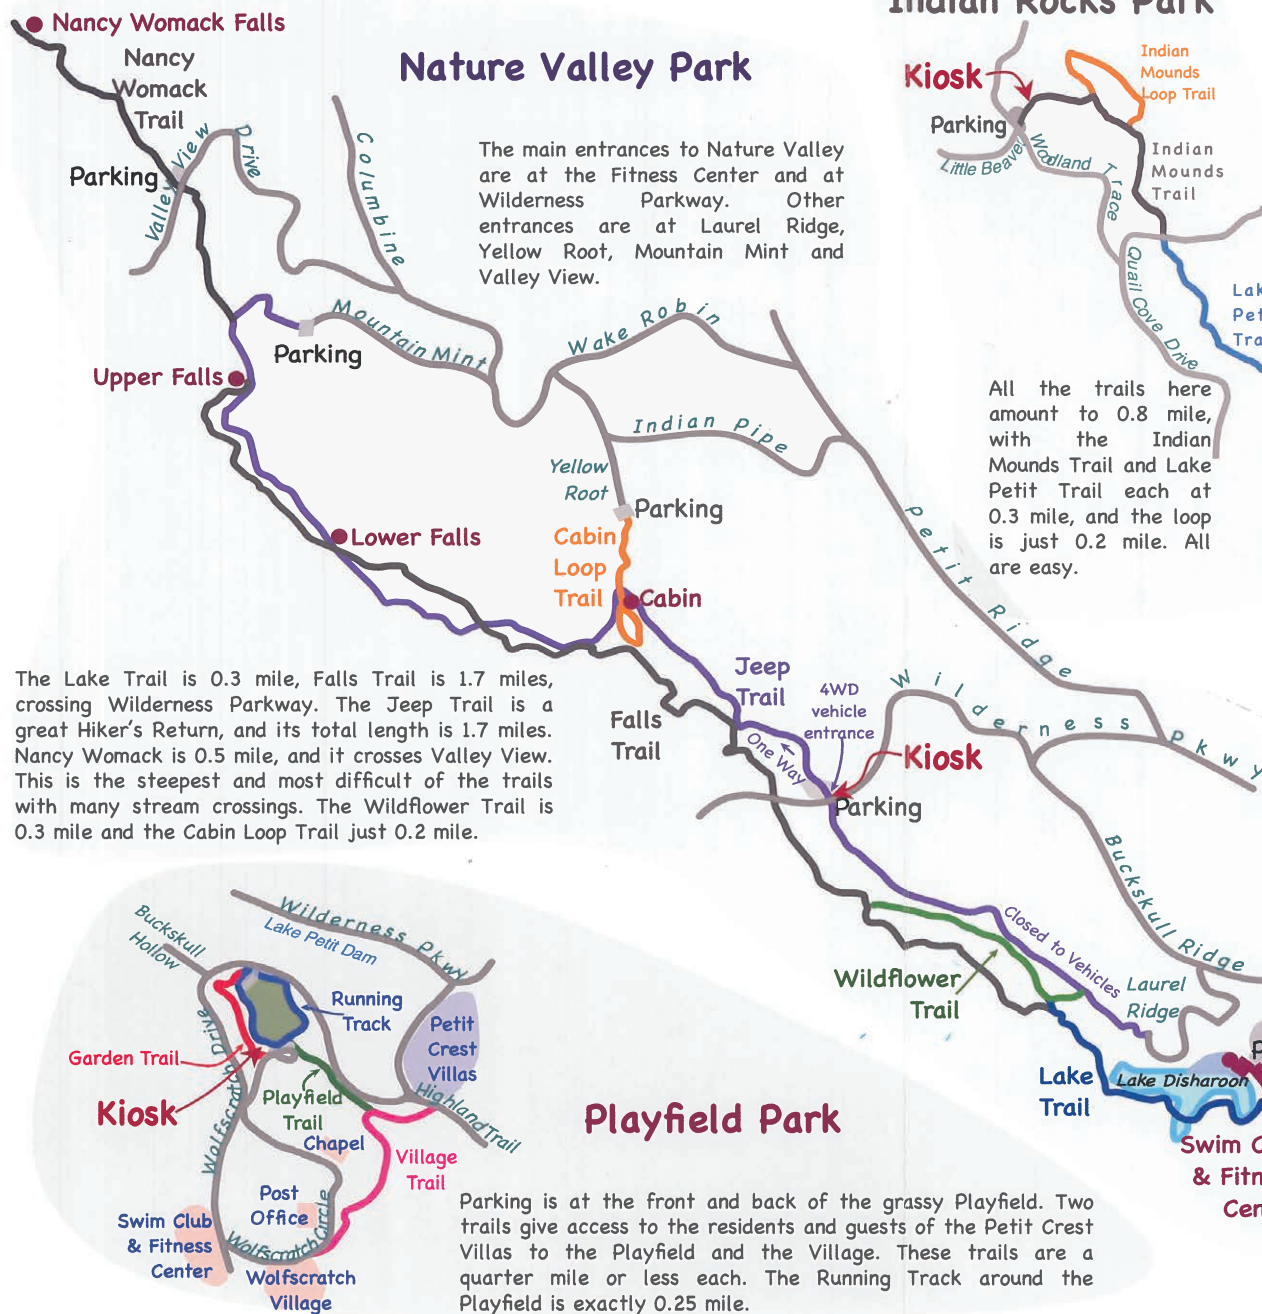 Indian Rocks Park
Nancy Womack Falls
Nancy
Womack
Trail
Nature Valley Park
Indian
Mounds
Loop Trail
Kiosk
Parking
Little Beaver
Woodland Trace
Indian
Mounds
Trail
Valley View Drive
Columbine
Parking
The main entrances to Nature Valley
are at the Fitness Center and at
Wilderness Parkway. Other
entrances are at Laurel Ridge,
Yellow Root, Mountain Mint and
Valley View.
Quail Cove Drive
Mountain Mint
Parking
Wake Robin
Upper Falls
Indian Pipe
All the trails here
amount to 0.8 mile,
with the Indian
Mounds Trail and Lake
Petit Trail each at
0.3 mile, and the loop
is just 0.2 mile. All
are easy.
Yellow
Root
Parking
Lower Falls
Cabin
Loop
Trail
Cabin
Petit Ridge
The Lake Trail is 0.3 mile, Falls Trail is 1.7 miles,
crossing Wilderness Parkway. The Jeep Trail is a
great Hiker's Return, and its total length is 1.7 miles.
Nancy Womack is 0.5 mile, and it crosses Valley View.
This is the steepest and most difficult of the trails
with many stream crossings. The Wildflower Trail is
0.3 mile and the Cabin Loop Trail just 0.2 mile.
Jeep
Trail
4WD
vehicle
entrance
Wilderness Pkwy
Falls
Trail
One Way
Kiosk
Parking
Buckskull Ridge
Closed to Vehicles
Wildflower
Trail
Laurel
Ridge
Lake
Trail
Lake Disharoon
Buckskull
Hollow
Wilderness Pkwy
Lake Petit Dam
Running
Track
Petit
Crest
Villas
Wolfscratch Drive
Garden Trail
Kiosk
Playfield
Trail
Highland Trail
Chapel
Village
Trail
Playfield Park
Post
Office
Swim Club
& Fitness
Center
Wolfscratch Circle
Wolfscratch
Village
Parking is at the front and back of the grassy Playfield. Two
trails give access to the residents and guests of the Petit Crest
Villas to the Playfield and the Village. These trails are a
quarter mile or less each. The Running Track around the
Playfield is exactly 0.25 mile.
Swim
& Fitn
Cen